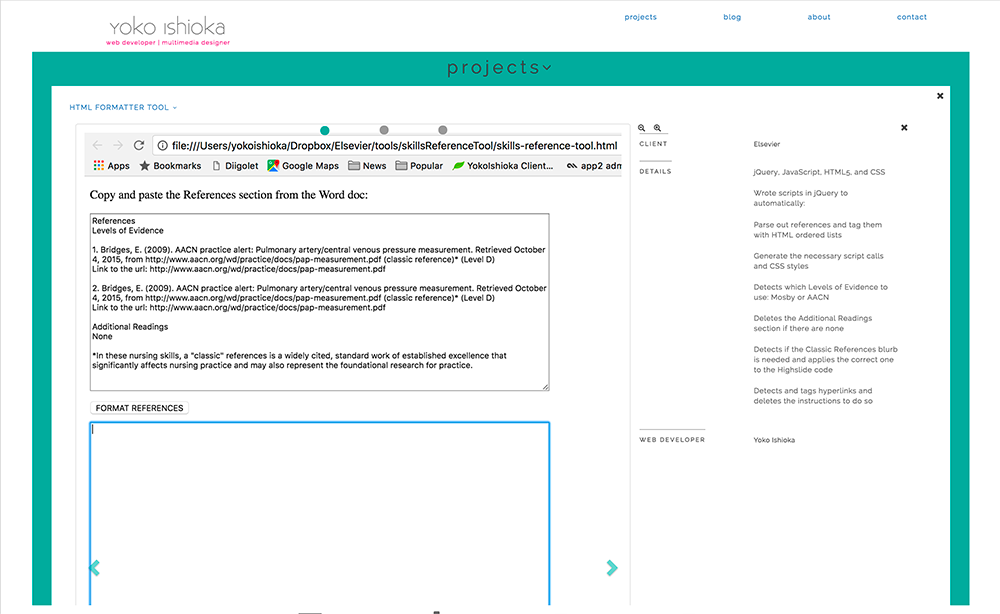 yoko ishioka
web developer | multimedia designer
projects
blog
about
contact
projects
HTML FORMATTER TOOL
file:///Users/yokoishioka/Dropbox/Elsevier/tools/skillsReferenceTool/skills-reference-tool.html
Apps
Bookmarks
Diigolet
Google Maps
News
Popular
YokoIshioka Client...
app2 adm
Copy and paste the References section from the Word doc:
References
Levels of Evidence
1. Bridges, E. (2009). AACN practice alert: Pulmonary artery/central venous pressure measurement. Retrieved October
4, 2015, from http://www.aacn.org/wd/practice/docs/pap-measurement.pdf (classic reference)* (Level D)
Link to the url: http://www.aacn.org/wd/practice/docs/pap-measurement.pdf
2. Bridges, E. (2009). AACN practice alert: Pulmonary artery/central venous pressure measurement. Retrieved October
4, 2015, from http://www.aacn.org/wd/practice/docs/pap-measurement.pdf (classic reference)* (Level D)
Link to the url: http://www.aacn.org/wd/practice/docs/pap-measurement.pdf
Additional Readings
None
*In these nursing skills, a "classic" references is a widely cited, standard work of established excellence that
significantly affects nursing practice and may also represent the foundational research for practice.
FORMAT REFERENCES
CLIENT
Elsevier
DETAILS
jQuery, JavaScript, HTML5, and CSS
Wrote scripts in jQuery to
automatically:
Parse out references and tag them
with HTML ordered lists
Generate the necessary script calls
and CSS styles
Detects which Levels of Evidence to
use: Mosby or AACN
Deletes the Additional Readings
section if there are none
Detects if the Classic References blurb
is needed and applies the correct one
to the Highslide code
Detects and tags hyperlinks and
deletes the instructions to do so
WEB DEVELOPER
Yoko Ishioka